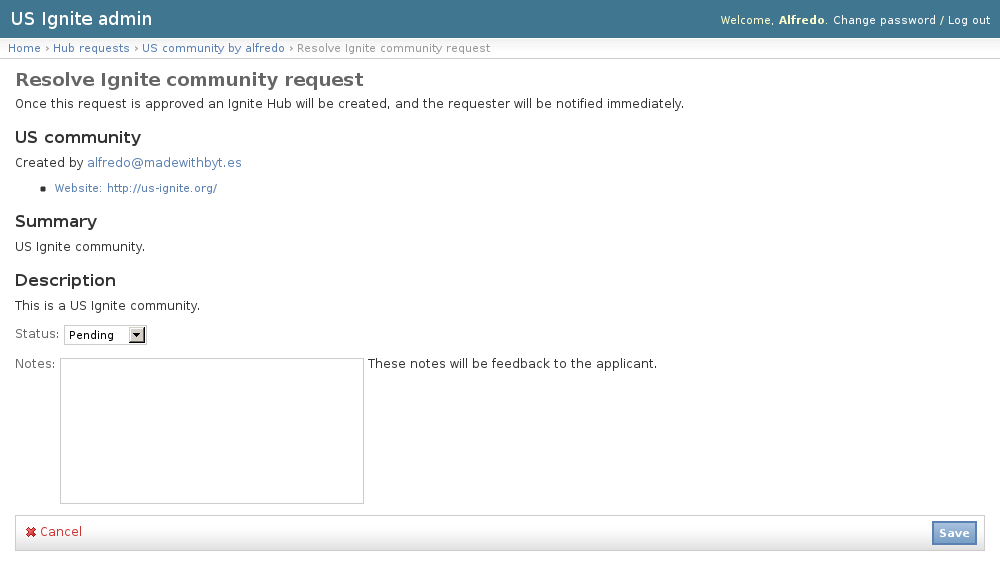 US Ignite admin
Welcome, Alfredo. Change password / Log out
Home › Hub requests › US community by alfredo › Resolve Ignite community request
Resolve Ignite community request
Once this request is approved an Ignite Hub will be created, and the requester will be notified immediately.
US community
Created by alfredo@madewithbyt.es
Website: http://us-ignite.org/
Summary
US Ignite community.
Description
This is a US Ignite community.
Status: Pending
Notes: These notes will be feedback to the applicant.
Cancel Save